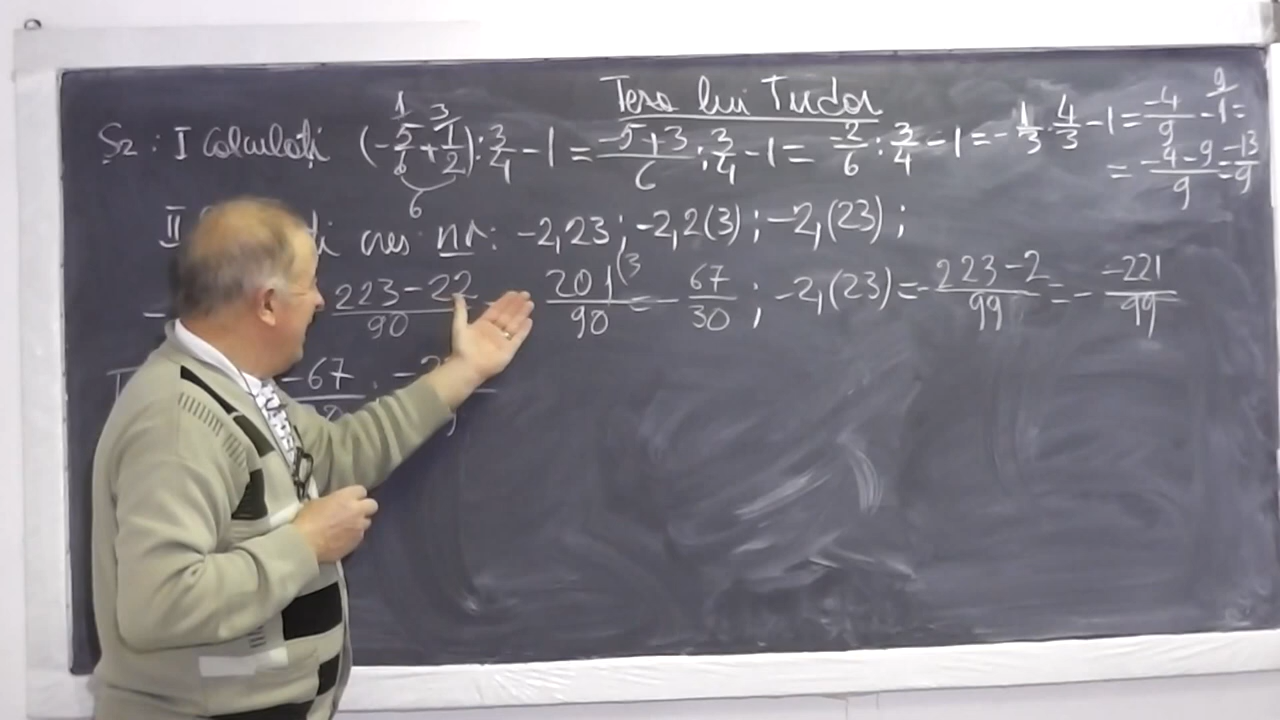 Teza lui Tudor
S2: I Calculați (-5/6 + 1/2) : 3/4 - 1 = (-5+3)/6 : 3/4 - 1 = -2/6 : 3/4 - 1 = -1/3 · 4/3 - 1 = -4/9 - 1 =
= (-4-9)/9 = -13/9
II cres nr: -2,23 ; -2,2(3) ; -2,(23) ;
- (223-22)/90 201/90 (3 = - 67/30 ; -2,(23) = - (223-2)/99 = - -221/99
-67